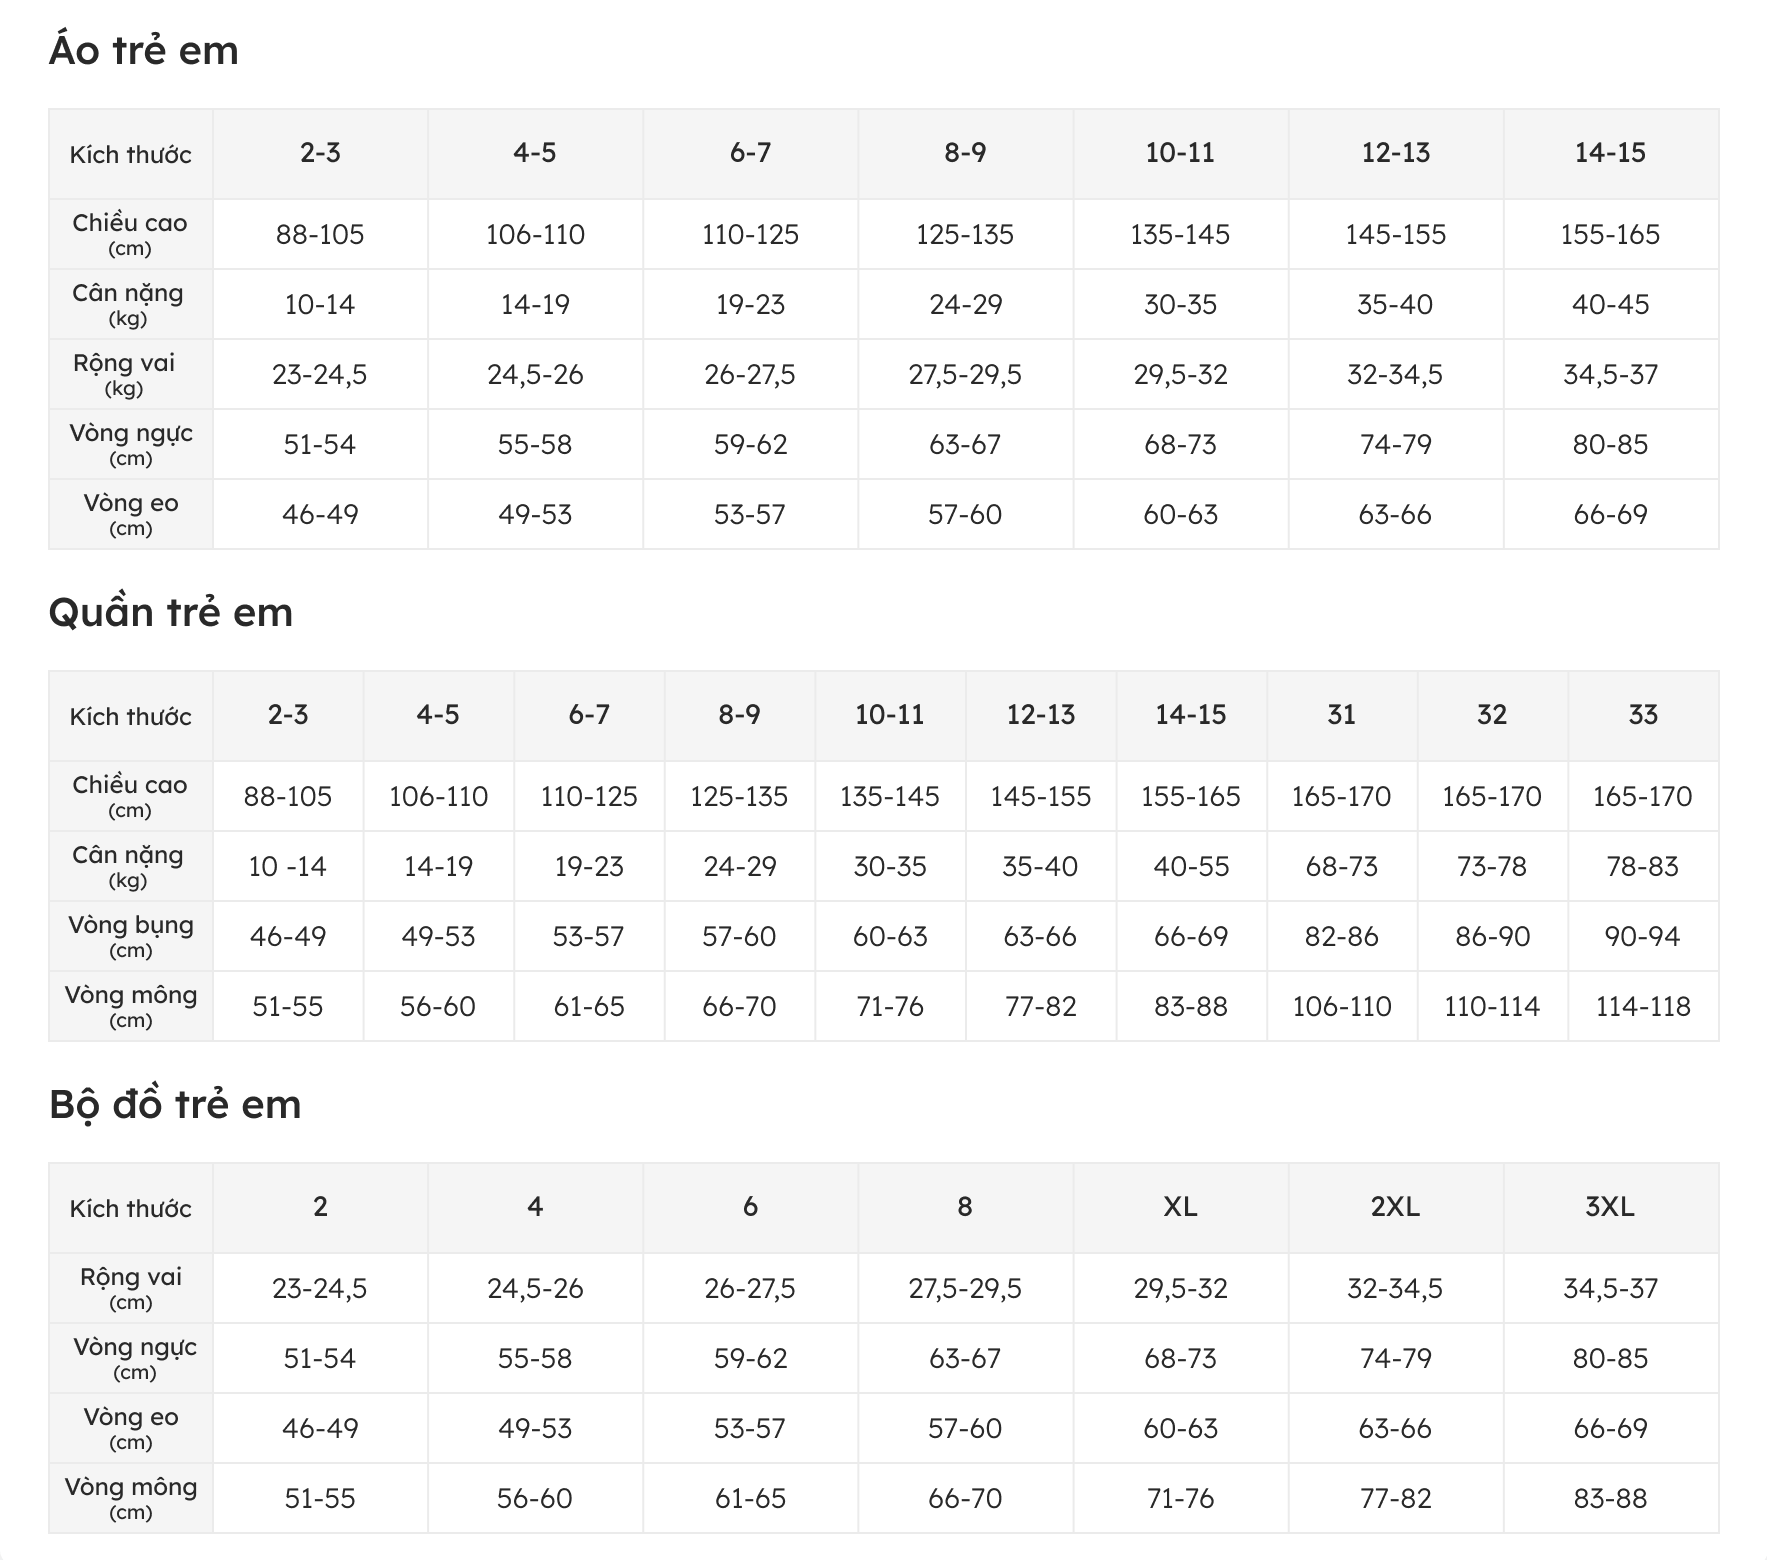 Áo trẻ em
Kích thước 2-3 4-5 6-7 8-9 10-11 12-13 14-15
Chiều cao (cm) 88-105 106-110 110-125 125-135 135-145 145-155 155-165
Cân nặng (kg) 10-14 14-19 19-23 24-29 30-35 35-40 40-45
Rộng vai (kg) 23-24,5 24,5-26 26-27,5 27,5-29,5 29,5-32 32-34,5 34,5-37
Vòng ngực (cm) 51-54 55-58 59-62 63-67 68-73 74-79 80-85
Vòng eo (cm) 46-49 49-53 53-57 57-60 60-63 63-66 66-69
Quần trẻ em
Kích thước 2-3 4-5 6-7 8-9 10-11 12-13 14-15 31 32 33
Chiều cao (cm) 88-105 106-110 110-125 125-135 135-145 145-155 155-165 165-170 165-170 165-170
Cân nặng (kg) 10 -14 14-19 19-23 24-29 30-35 35-40 40-55 68-73 73-78 78-83
Vòng bụng (cm) 46-49 49-53 53-57 57-60 60-63 63-66 66-69 82-86 86-90 90-94
Vòng mông (cm) 51-55 56-60 61-65 66-70 71-76 77-82 83-88 106-110 110-114 114-118
Bộ đồ trẻ em
Kích thước 2 4 6 8 XL 2XL 3XL
Rộng vai (cm) 23-24,5 24,5-26 26-27,5 27,5-29,5 29,5-32 32-34,5 34,5-37
Vòng ngực (cm) 51-54 55-58 59-62 63-67 68-73 74-79 80-85
Vòng eo (cm) 46-49 49-53 53-57 57-60 60-63 63-66 66-69
Vòng mông (cm) 51-55 56-60 61-65 66-70 71-76 77-82 83-88